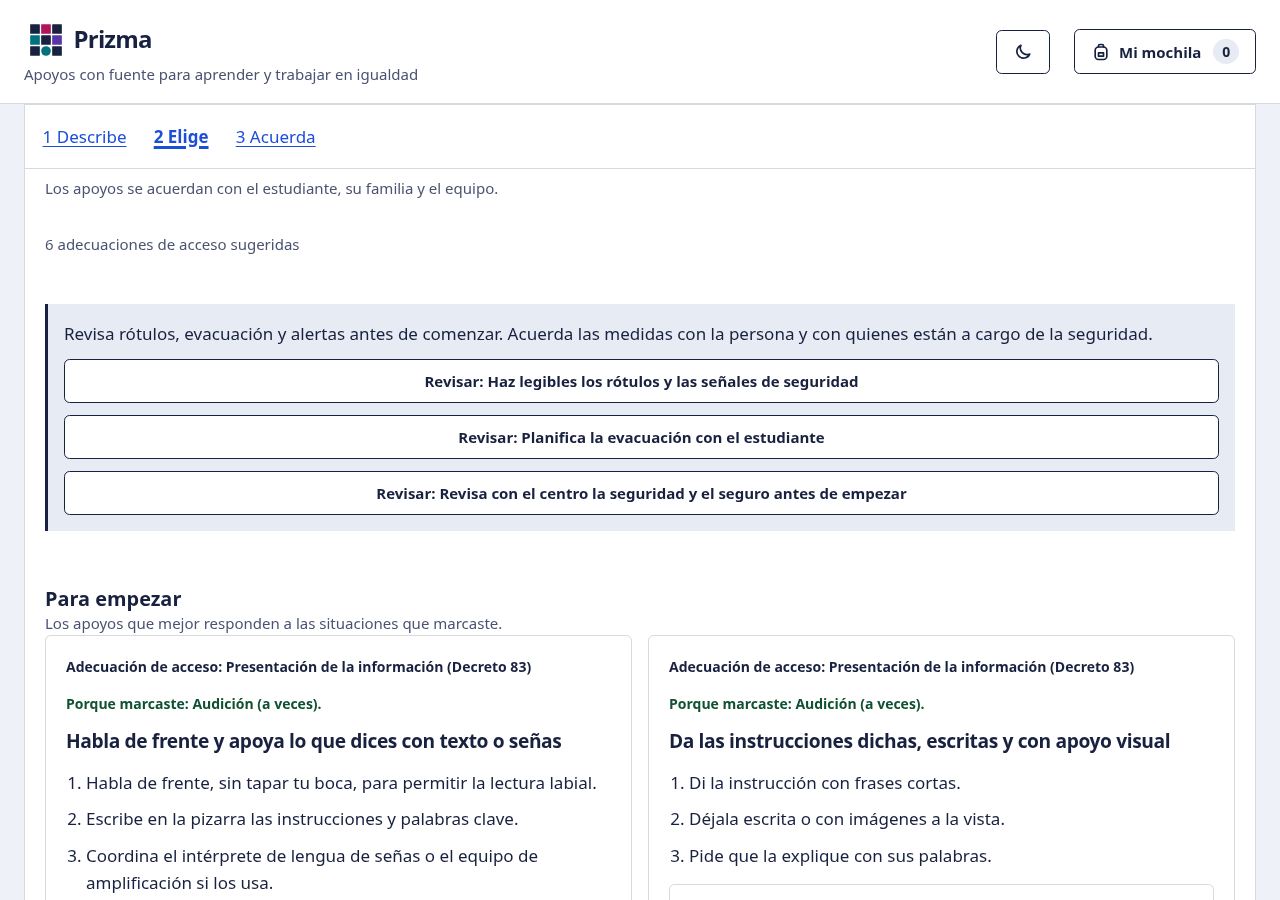 Prizma
Apoyos con fuente para aprender y trabajar en igualdad
Mi mochila 0
1 Describe 2 Elige 3 Acuerda
Los apoyos se acuerdan con el estudiante, su familia y el equipo.
6 adecuaciones de acceso sugeridas
Revisa rótulos, evacuación y alertas antes de comenzar. Acuerda las medidas con la persona y con quienes están a cargo de la seguridad.
Revisar: Haz legibles los rótulos y las señales de seguridad
Revisar: Planifica la evacuación con el estudiante
Revisar: Revisa con el centro la seguridad y el seguro antes de empezar
Para empezar
Los apoyos que mejor responden a las situaciones que marcaste.
Adecuación de acceso: Presentación de la información (Decreto 83)
Porque marcaste: Audición (a veces).
Habla de frente y apoya lo que dices con texto o señas
1. Habla de frente, sin tapar tu boca, para permitir la lectura labial.
2. Escribe en la pizarra las instrucciones y palabras clave.
3. Coordina el intérprete de lengua de señas o el equipo de
amplificación si los usa.
Adecuación de acceso: Presentación de la información (Decreto 83)
Porque marcaste: Audición (a veces).
Da las instrucciones dichas, escritas y con apoyo visual
1. Di la instrucción con frases cortas.
2. Déjala escrita o con imágenes a la vista.
3. Pide que la explique con sus palabras.